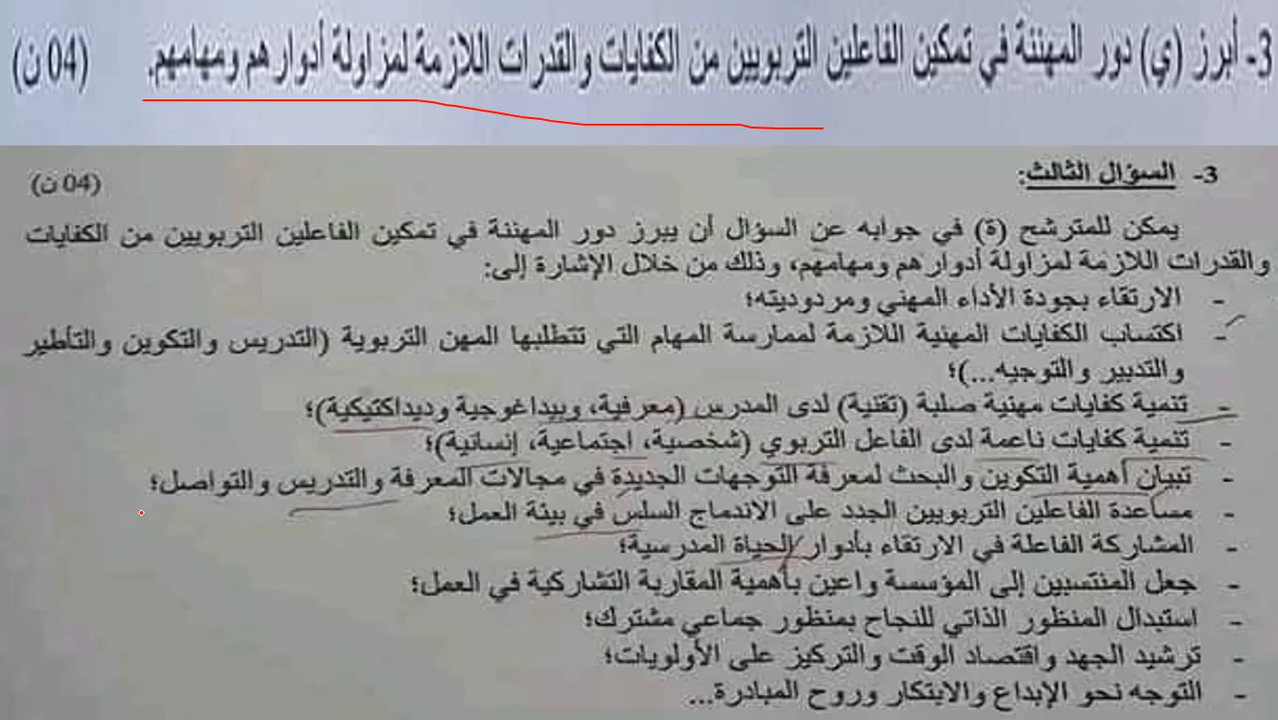 3- أبرز (ي) دور المهننة في تمكين الفاعلين التربويين من الكفايات والقدرات اللازمة لمزاولة أدوارهم ومهامهم. (04 ن)
3- السؤال الثالث: (04 ن)
يمكن للمترشح (ة) في جوابه عن السؤال أن يبرز دور المهننة في تمكين الفاعلين التربويين من الكفايات
والقدرات اللازمة لمزاولة أدوارهم ومهامهم، وذلك من خلال الإشارة إلى:
- الارتقاء بجودة الأداء المهني ومردوديته؛
- اكتساب الكفايات المهنية اللازمة لممارسة المهام التي تتطلبها المهن التربوية (التدريس والتكوين والتأطير
والتدبير والتوجيه...)؛
- تنمية كفايات مهنية صلبة (تقنية) لدى المدرس (معرفية، وبيداغوجية وديداكتيكية)؛
- تنمية كفايات ناعمة لدى الفاعل التربوي (شخصية، اجتماعية، إنسانية)؛
- تبيان أهمية التكوين والبحث لمعرفة التوجهات الجديدة في مجالات المعرفة والتدريس والتواصل؛
- مساعدة الفاعلين التربويين الجدد على الاندماج السلس في بيئة العمل؛
- المشاركة الفاعلة في الارتقاء بأدوار الحياة المدرسية؛
- جعل المنتسبين إلى المؤسسة واعين بأهمية المقاربة التشاركية في العمل؛
- استبدال المنظور الذاتي للنجاح بمنظور جماعي مشترك؛
- ترشيد الجهد واقتصاد الوقت والتركيز على الأولويات؛
- التوجه نحو الإبداع والابتكار وروح المبادرة...